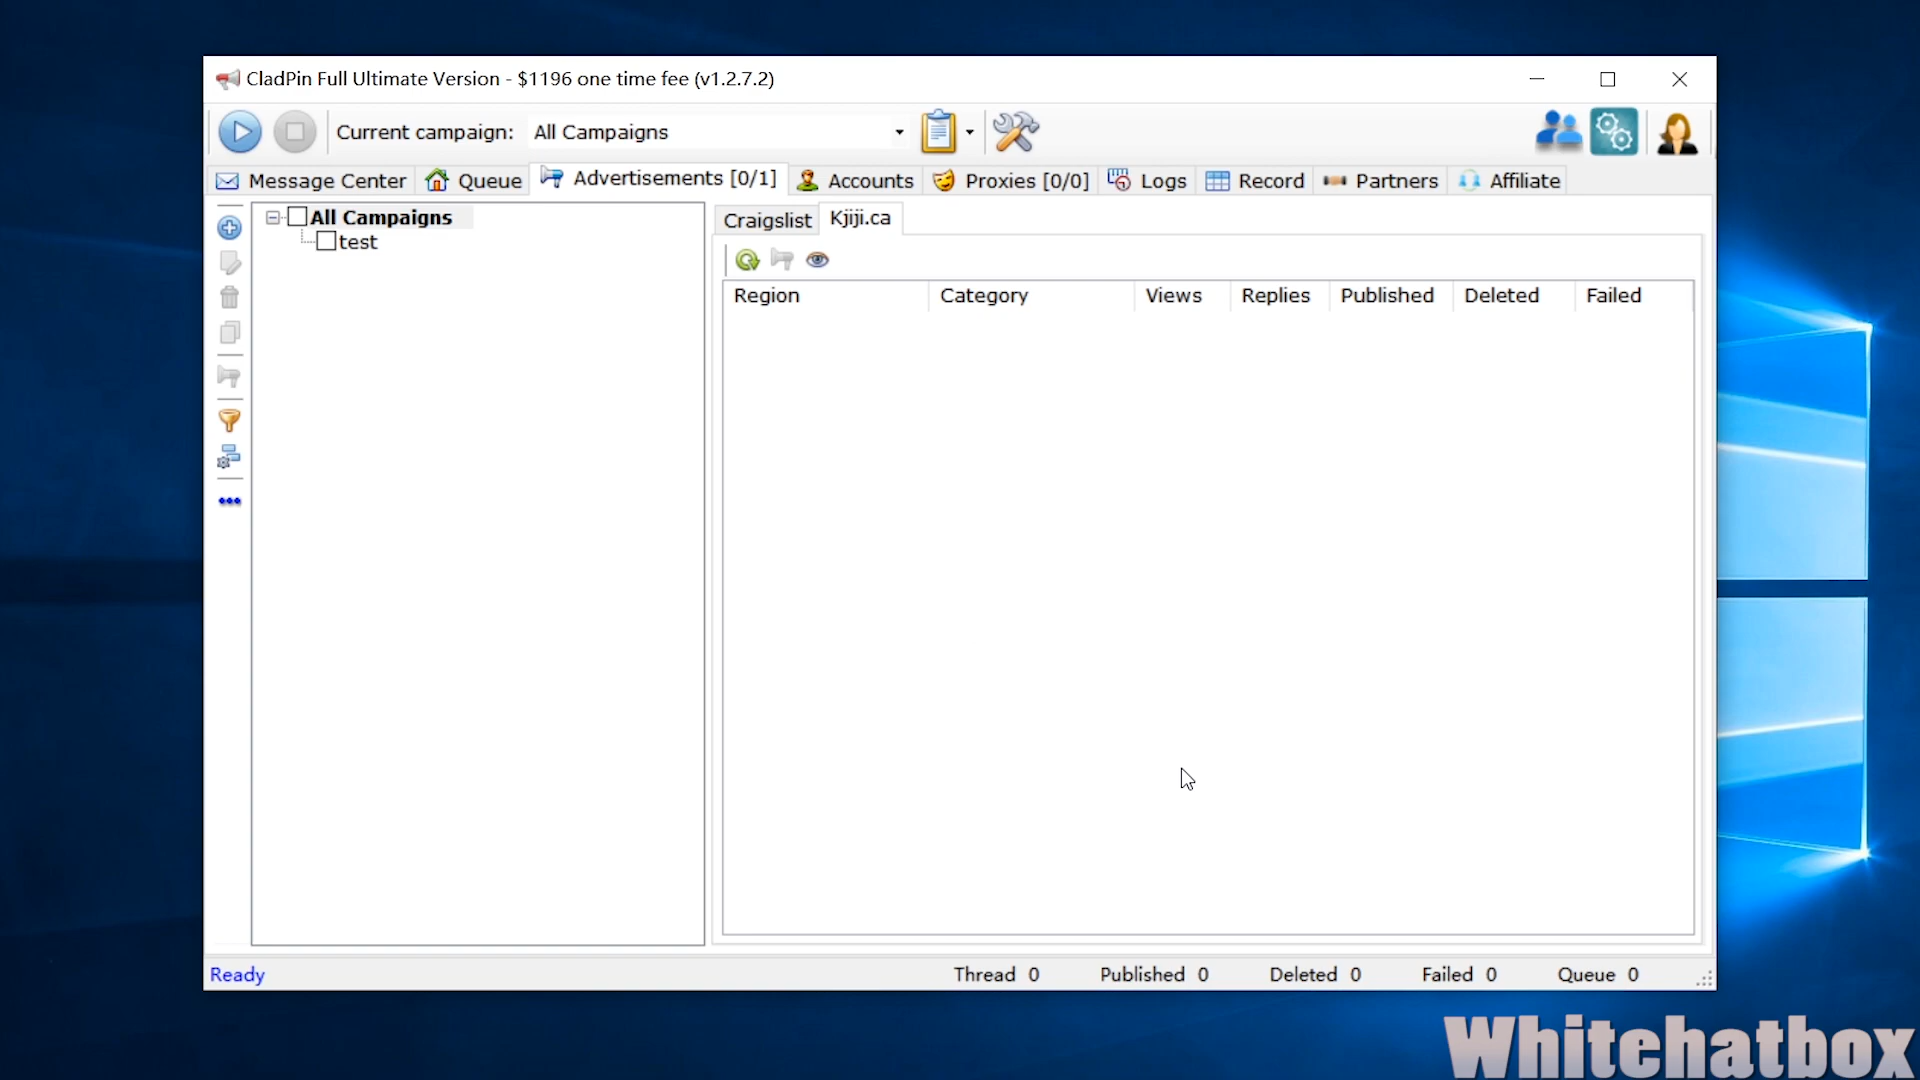 CladPin Full Ultimate Version - $1196 one time fee (v1.2.7.2)
Current campaign: All Campaigns
Message Center Queue Advertisements [0/1] Accounts Proxies [0/0] Logs Record Partners Affiliate
All Campaigns
test
Craigslist Kjiji.ca
Region Category Views Replies Published Deleted Failed
Ready Thread 0 Published 0 Deleted 0 Failed 0 Queue 0
Whitehatbox